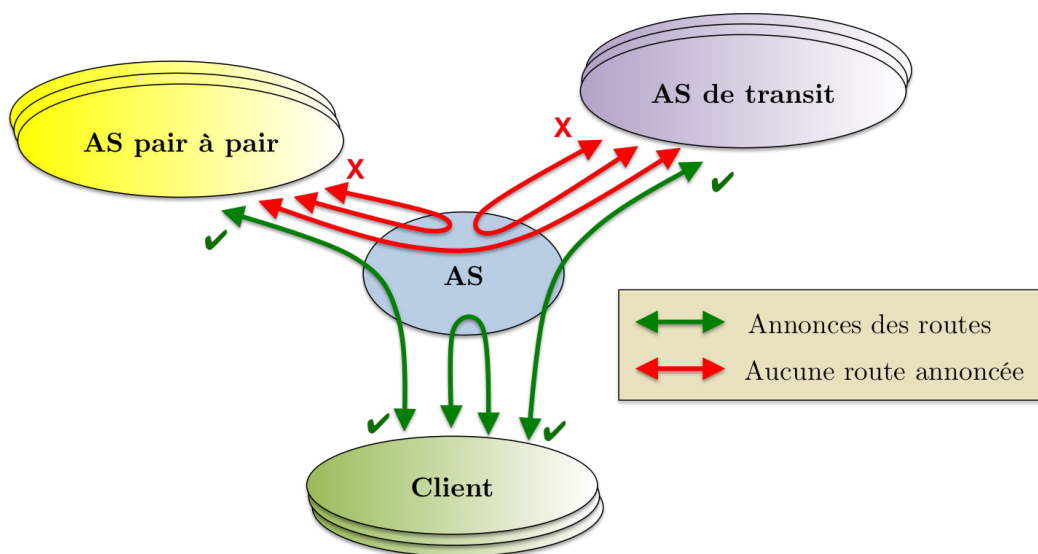 AS de transit
AS pair à pair
X
X
✔
✔
AS
Annonces des routes
Aucune route annoncée
✔
✔
Client